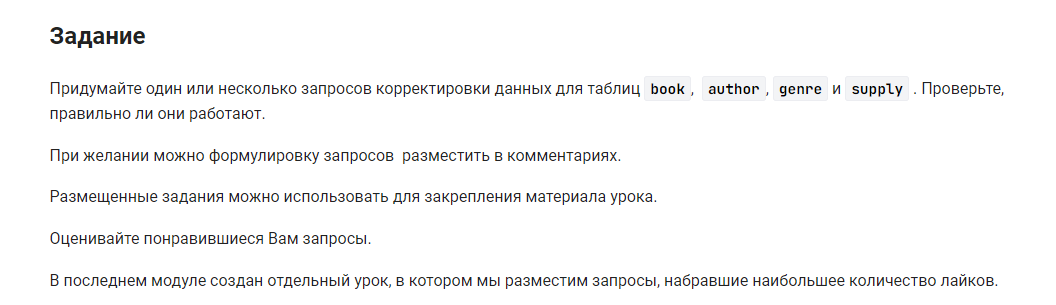 Задание
Придумайте один или несколько запросов корректировки данных для таблиц book, author, genre и supply . Проверьте,
правильно ли они работают.
При желании можно формулировку запросов  разместить в комментариях.
Размещенные задания можно использовать для закрепления материала урока.
Оценивайте понравившиеся Вам запросы.
В последнем модуле создан отдельный урок, в котором мы разместим запросы, набравшие наибольшее количество лайков.